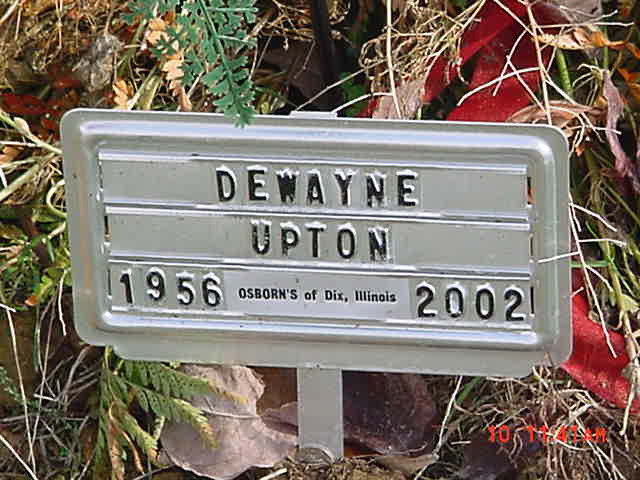 DEWAYNE
UPTON
1956 OSBORN'S of Dix, Illinois 2002
10 11:41AM